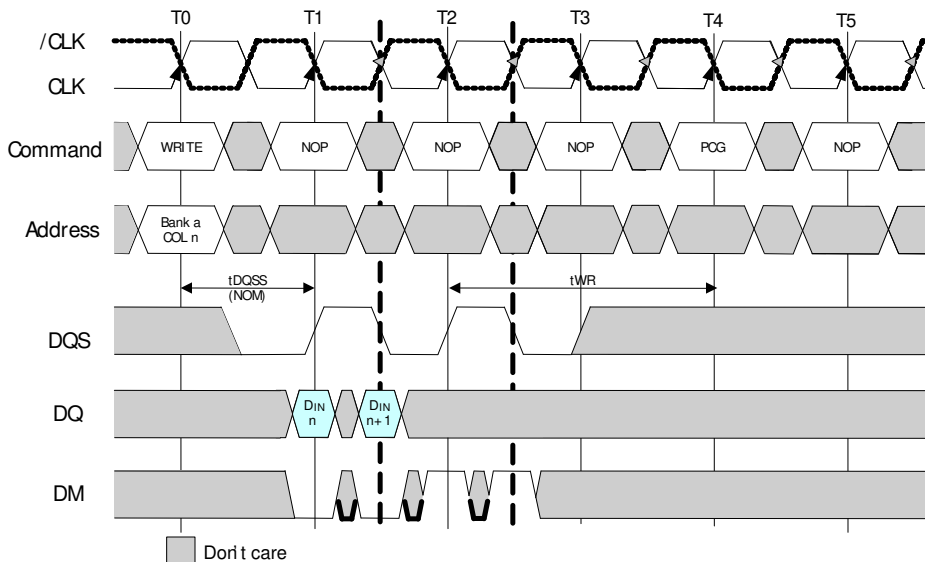 T0 T1 T2 T3 T4 T5
/CLK
CLK
Command WRITE NOP NOP NOP PCG NOP
Address Bank a
COL n
tDQSS
(NOM)
tWR
DQS
DQ DIN
n
DIN
n+1
DM
Don't care